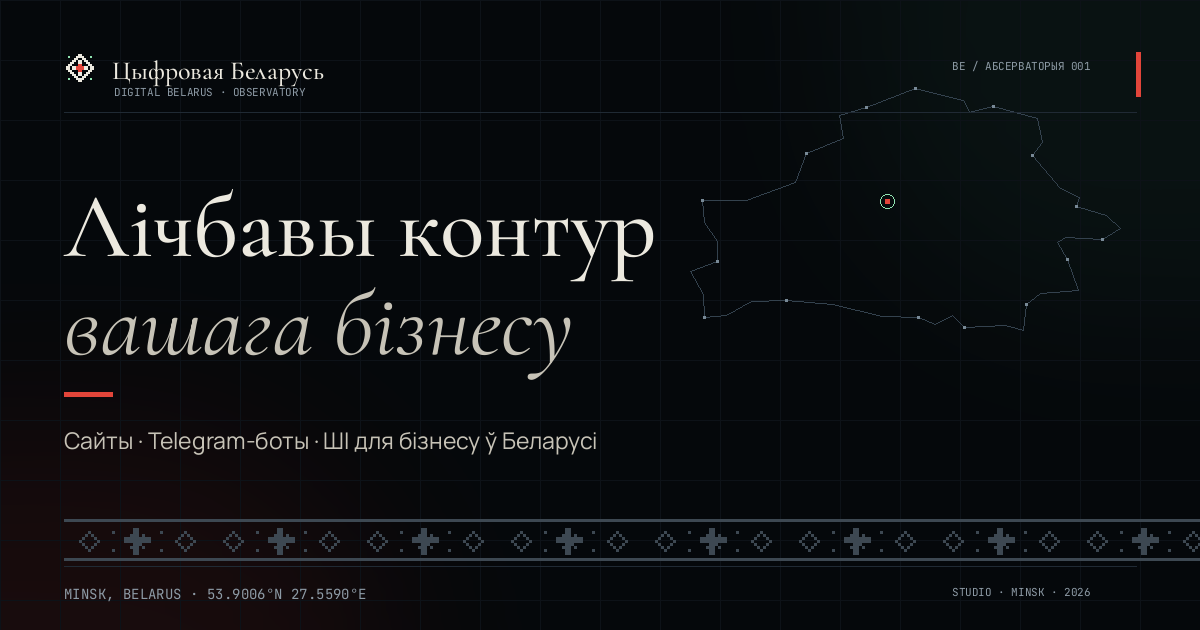 Цыфровая Беларусь
DIGITAL BELARUS · OBSERVATORY
BE / АБСЕРВАТОРЫЯ 001
Лічбавы контур
вашага бізнесу
Сайты · Telegram-боты · ШІ для бізнесу ў Беларусі
MINSK, BELARUS · 53.9006°N 27.5590°E
STUDIO · MINSK · 2026